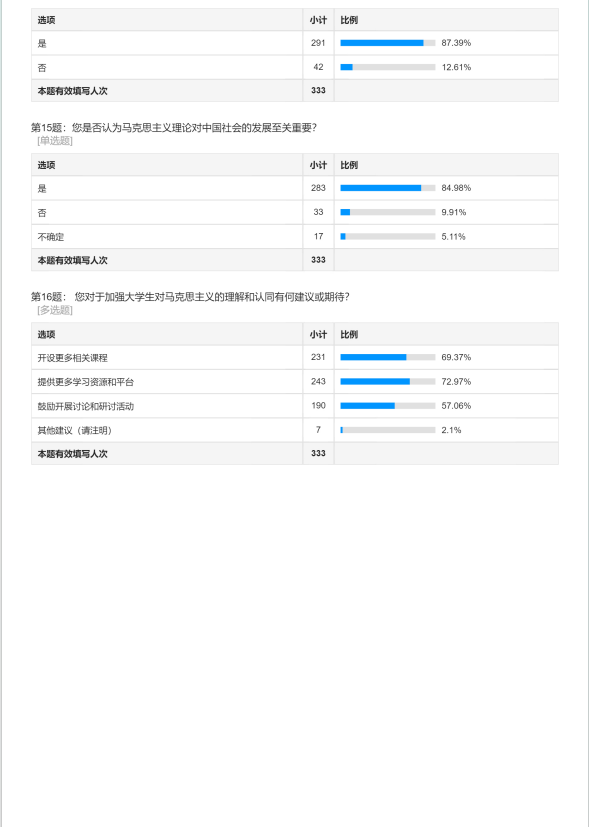 选项 小计 比例
是 291 87.39%
否 42 12.61%
本题有效填写人次 333
第15题：您是否认为马克思主义理论对中国社会的发展至关重要？
[单选题]
选项 小计 比例
是 283 84.98%
否 33 9.91%
不确定 17 5.11%
本题有效填写人次 333
第16题： 您对于加强大学生对马克思主义的理解和认同有何建议或期待？
[多选题]
选项 小计 比例
开设更多相关课程 231 69.37%
提供更多学习资源和平台 243 72.97%
鼓励开展讨论和研讨活动 190 57.06%
其他建议（请注明） 7 2.1%
本题有效填写人次 333